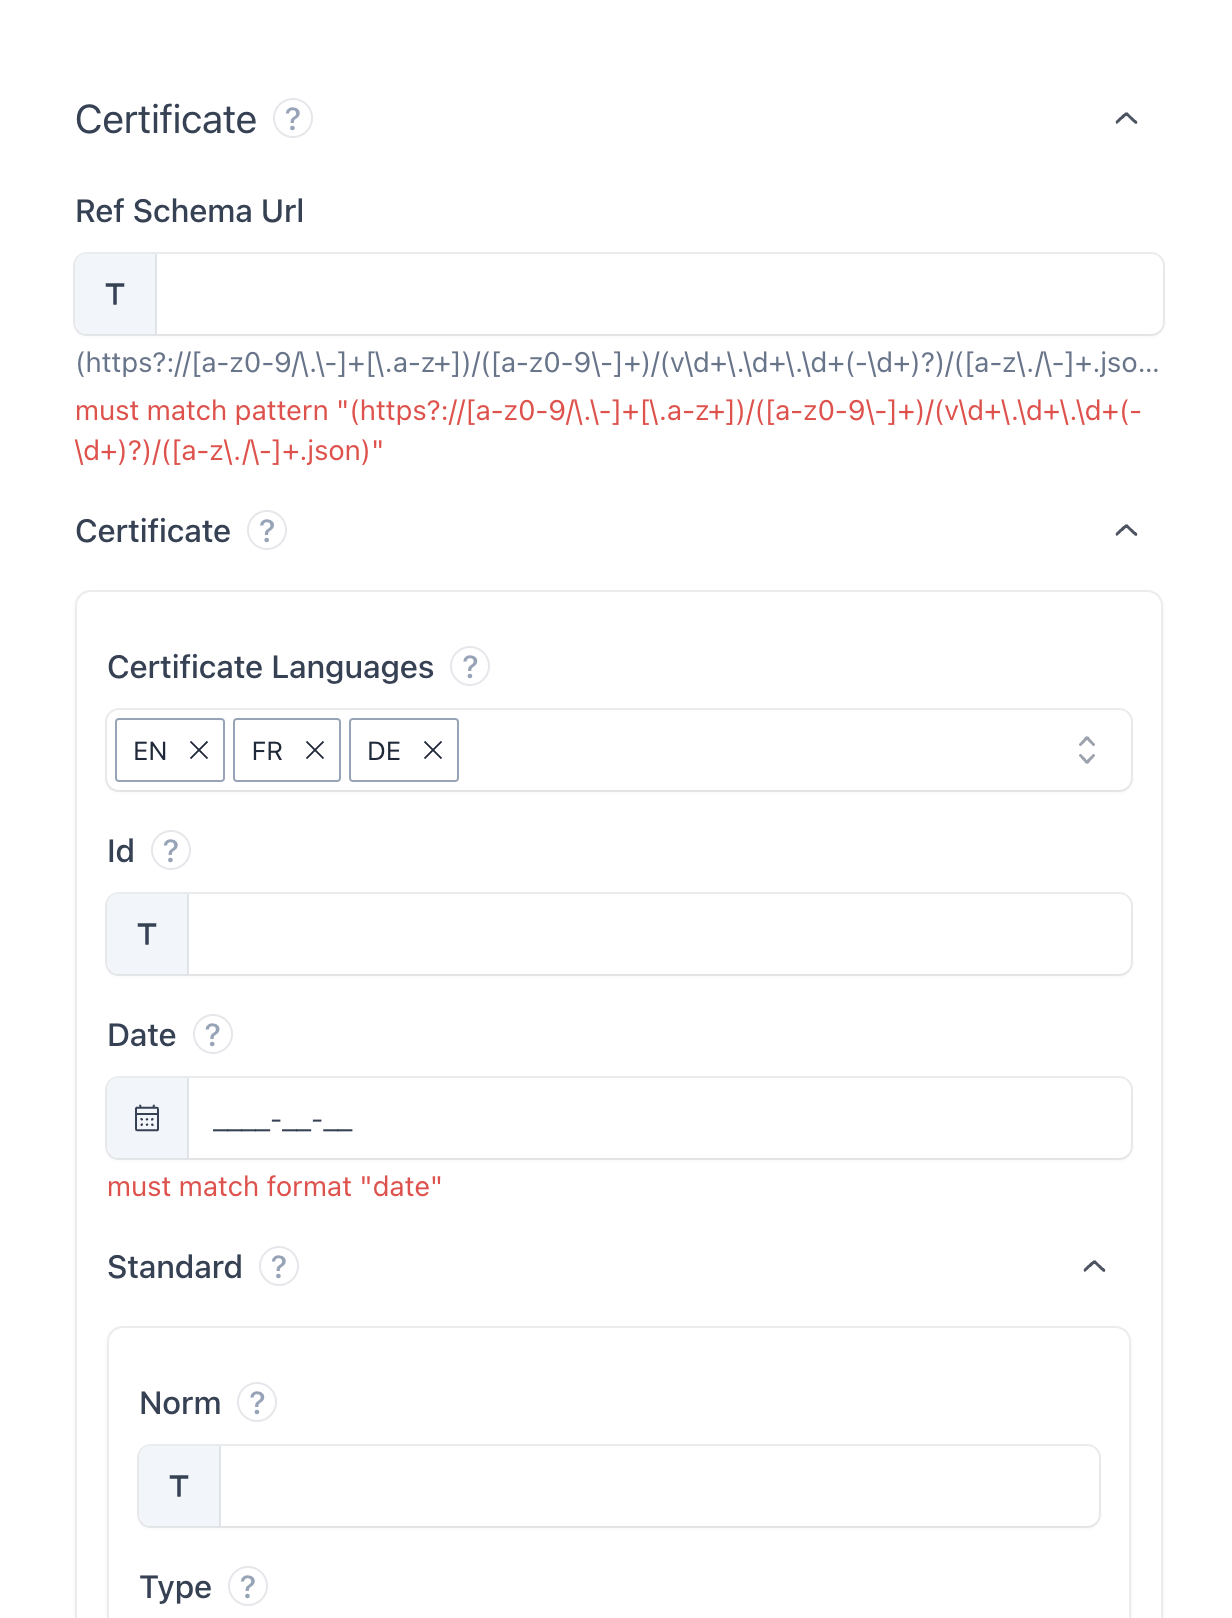 Certificate ?
Ref Schema Url
T
(https?://[a-z0-9/\.\-]+[\.a-z+])/([a-z0-9\-]+)/(v\d+\.\d+\.\d+(-\d+)?)/([a-z\./\-]+.jso...
must match pattern "(https?://[a-z0-9/\.\-]+[\.a-z+])/([a-z0-9\-]+)/(v\d+\.\d+\.\d+(-
\d+)?)/([a-z\./\-]+.json)"
Certificate ?
Certificate Languages ?
EN FR DE
Id ?
T
Date ?
____-__-__
must match format "date"
Standard ?
Norm ?
T
Type ?